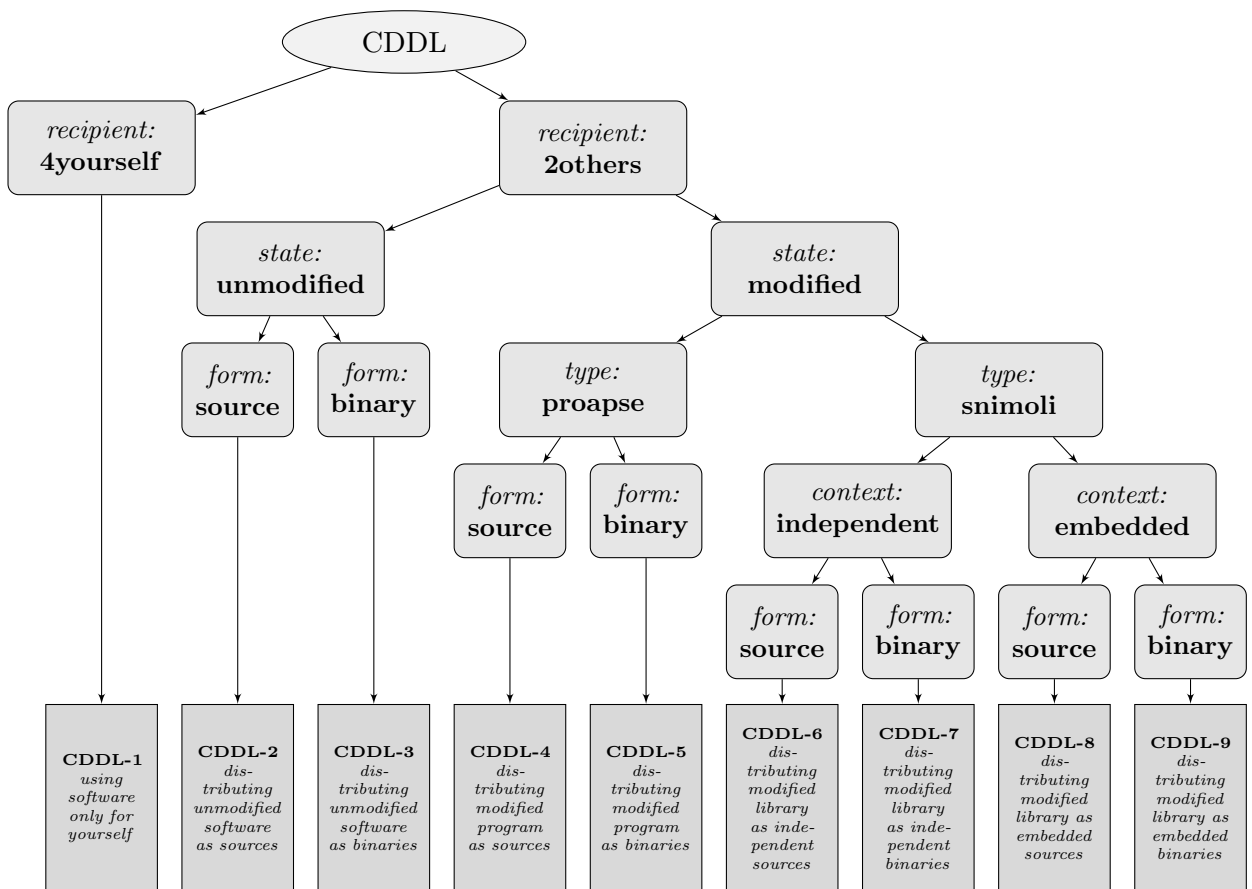 CDDL
recipient:
4yourself
recipient:
2others
state:
unmodified
state:
modified
form:
source
form:
binary
type:
proapse
type:
snimoli
form:
source
form:
binary
context:
independent
context:
embedded
form:
source
form:
binary
form:
source
form:
binary
CDDL-1
using
software
only for
yourself
CDDL-2
dis-
tributing
unmodified
software
as sources
CDDL-3
dis-
tributing
unmodified
software
as binaries
CDDL-4
dis-
tributing
modified
program
as sources
CDDL-5
dis-
tributing
modified
program
as binaries
CDDL-6
dis-
tributing
modified
library
as inde-
pendent
sources
CDDL-7
dis-
tributing
modified
library
as inde-
pendent
binaries
CDDL-8
dis-
tributing
modified
library as
embedded
sources
CDDL-9
dis-
tributing
modified
library as
embedded
binaries